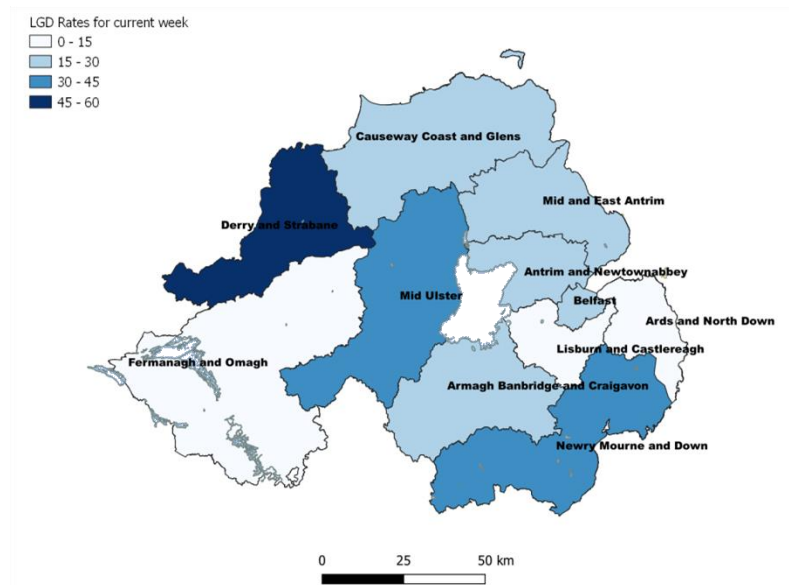 LGD Rates for current week
0 - 15
15 - 30
30 - 45
45 - 60
Causeway Coast and Glens
Mid and East Antrim
Derry and Strabane
Antrim and Newtownabbey
Mid Ulster
Belfast
Ards and North Down
Lisburn and Castlereagh
Fermanagh and Omagh
Armagh Banbridge and Craigavon
Newry Mourne and Down
0 25 50 km